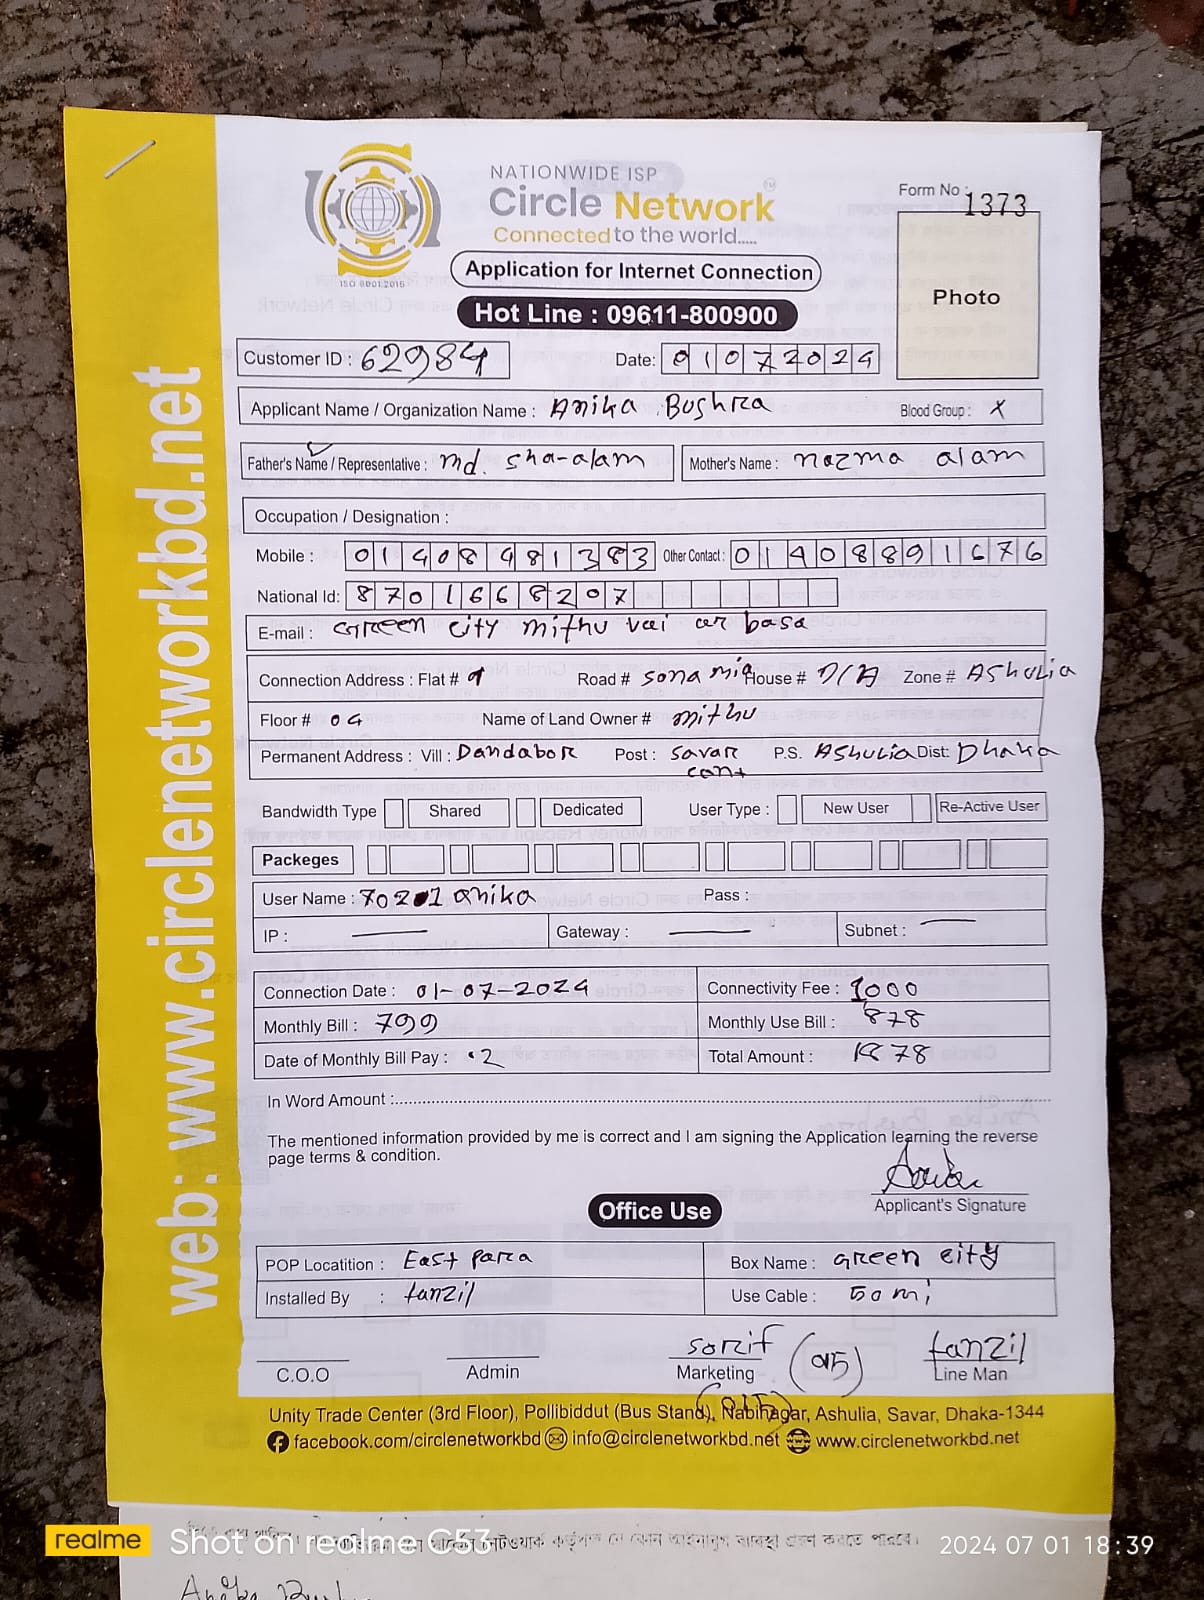 NATIONWIDE ISP
Circle Network
Connected to the world.....
ISO 9001:2015
Form No : 1373
Photo
Application for Internet Connection
Hot Line : 09611-800900
Customer ID : 62984
Date: 01072024
Applicant Name / Organization Name : Anika Bushra
Blood Group : X
Father's Name / Representative : md. sha-alam
Mother's Name : nazma alam
Occupation / Designation :
Mobile : 01408481383
Other Contact : 01408891676
National Id: 8701668207
E-mail : Green city mithu vai ar basa
Connection Address : Flat # Road # sona mia House # N/A Zone # Ashulia
Floor # 04 Name of Land Owner # mithu
Permanent Address : Vill : Dandabor Post : savar cant P.S. Ashulia Dist: Dhaka
Bandwidth Type Shared Dedicated User Type : New User Re-Active User
Packeges
User Name : 70201 anika Pass :
IP : — Gateway : — Subnet : —
Connection Date : 01-07-2024 Connectivity Fee : 1000
Monthly Bill : 799 Monthly Use Bill : 878
Date of Monthly Bill Pay : 2 Total Amount : 1878
In Word Amount :
The mentioned information provided by me is correct and I am signing the Application learning the reverse
page terms & condition.
Applicant's Signature
Office Use
POP Locatition : East para Box Name : Green city
Installed By : tanzil Use Cable : 50 mi
C.O.O
Admin
sorif
Marketing
tanzil
Line Man
Unity Trade Center (3rd Floor), Pollibiddut (Bus Stand), Nabinagar, Ashulia, Savar, Dhaka-1344
facebook.com/circlenetworkbd info@circlenetworkbd.net www.circlenetworkbd.net
web: www.circlenetworkbd.net
realme Shot on realme C53
2024 07 01 18:39